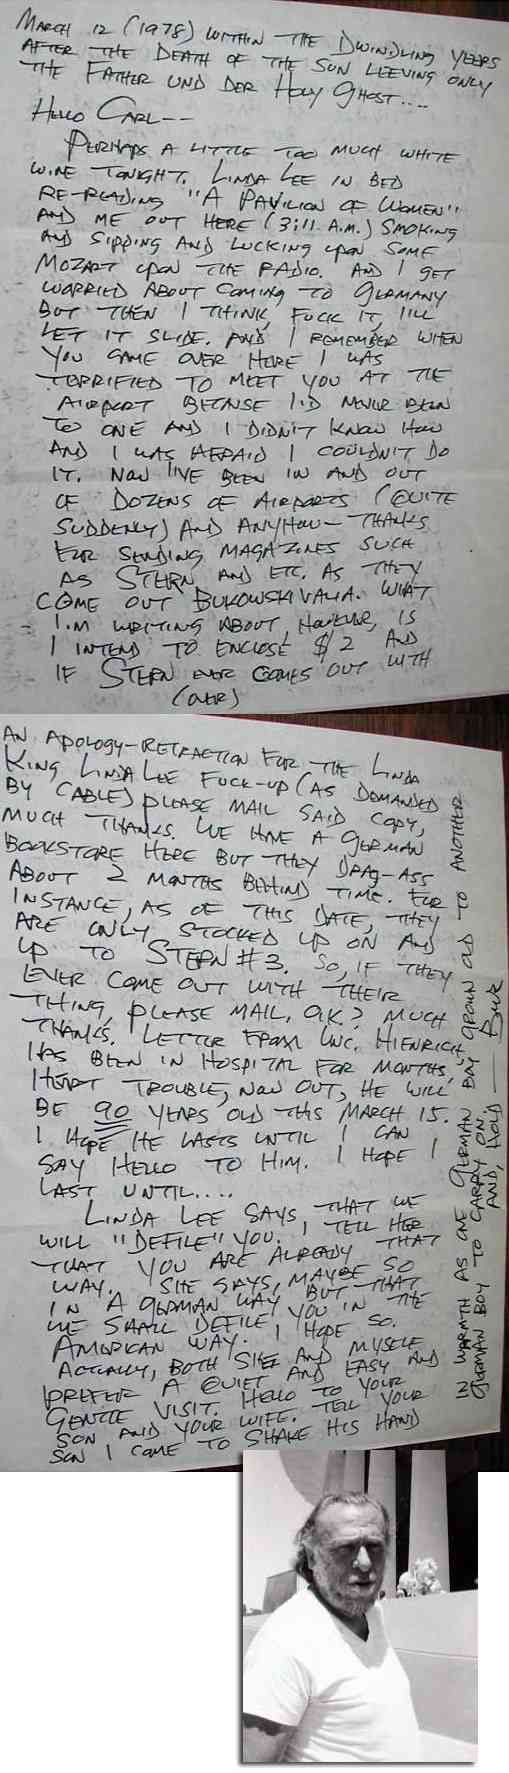 MARCH 12 (1978) WITHIN THE DWINDLING YEARS
AFTER THE DEATH OF THE SUN LEEVING ONLY
THE FATHER UND DER HOLY GHOST....
HELLO CARL--
PERHAPS A LITTLE TOO MUCH WHITE
WINE TONIGHT. LINDA LEE IN BED
RE-READING "A PAVILION OF WOMEN"
AND ME OUT HERE (3:11 A.M.) SMOKING
AND SIPPING AND LUCKING UPON SOME
MOZART UPON THE RADIO. AND I GET
WORRIED ABOUT COMING TO GERMANY
BUT THEN I THINK, FUCK IT, I'LL
LET IT SLIDE. AND I REMEMBER WHEN
YOU CAME OVER HERE I WAS
TERRIFIED TO MEET YOU AT THE
AIRPORT BECAUSE I'D NEVER BEEN
TO ONE AND I DIDN'T KNOW HOW
AND I WAS AFRAID I COULDN'T DO
IT. NOW I'VE BEEN IN AND OUT
OF DOZENS OF AIRPORTS (QUITE
SUDDENLY) AND ANYHOW— THANKS
FOR SENDING MAGAZINES SUCH
AS STERN AND ETC. AS THEY
COME OUT BUKOWSKIVALIA. WHAT
I'M WRITING ABOUT, HOWEVER, IS
I INTEND TO ENCLOSE $2 AND
IF STERN EVER COMES OUT WITH
(OVER)
AN APOLOGY-RETRACTION FOR THE LINDA
KING LINDA LEE FUCK-UP (AS DEMANDED
BY CABLE) PLEASE MAIL SAID COPY,
MUCH THANKS. WE HAVE A GERMAN
BOOKSTORE HERE BUT THEY DRAG-ASS
ABOUT 2 MONTHS BEHIND TIME. FOR
INSTANCE, AS OF THIS DATE, THEY
ARE ONLY STOCKED UP ON AND
UP TO STERN #3. SO, IF THEY
EVER COME OUT WITH THEIR
THING, PLEASE MAIL, O.K.? MUCH
THANKS. LETTER FROM UNC. HIENRICH,
HAS BEEN IN HOSPITAL FOR MONTHS,
HEART TROUBLE, NOW OUT, HE WILL
BE 90 YEARS OLD THIS MARCH 15.
I HOPE HE LASTS UNTIL I CAN
SAY HELLO TO HIM. I HOPE I
LAST UNTIL....
LINDA LEE SAYS, THAT WE
WILL "DEFILE" YOU. I TELL HER
THAT YOU ARE ALREADY THAT
WAY. SHE SAYS, MAYBE SO
IN A GERMAN WAY BUT THAT
WE SHALL DEFILE YOU IN THE
AMERICAN WAY. I HOPE SO.
ACTUALLY, BOTH SHE AND MYSELF
PREFER A QUIET AND EASY AND
GENTLE VISIT. HELLO TO YOUR
SON AND YOUR WIFE. TELL YOUR
SON I COME TO SHAKE HIS HAND
IN WARMTH AS ONE GERMAN BOY GROWN OLD TO ANOTHER
GERMAN BOY TO CARRY ON
AND, HOLD —— Buk